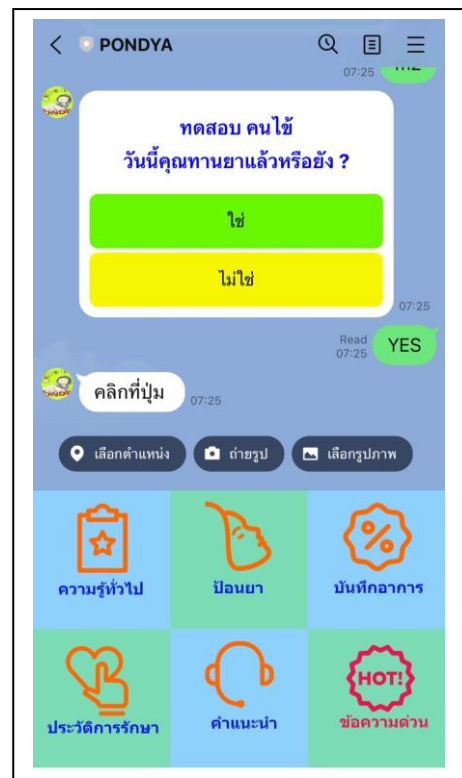 PONDYA
07:25
ทดสอบ คนไข้
วันนี้คุณทานยาแล้วหรือยัง ?
ใช่
ไม่ใช่
07:25
Read
07:25
YES
คลิกที่ปุ่ม
07:25
เลือกตำแหน่ง
ถ่ายรูป
เลือกรูปภาพ
ความรู้ทั่วไป
ป้อนยา
บันทึกอาการ
ประวัติการรักษา
คำแนะนำ
HOT!
ข้อความด่วน